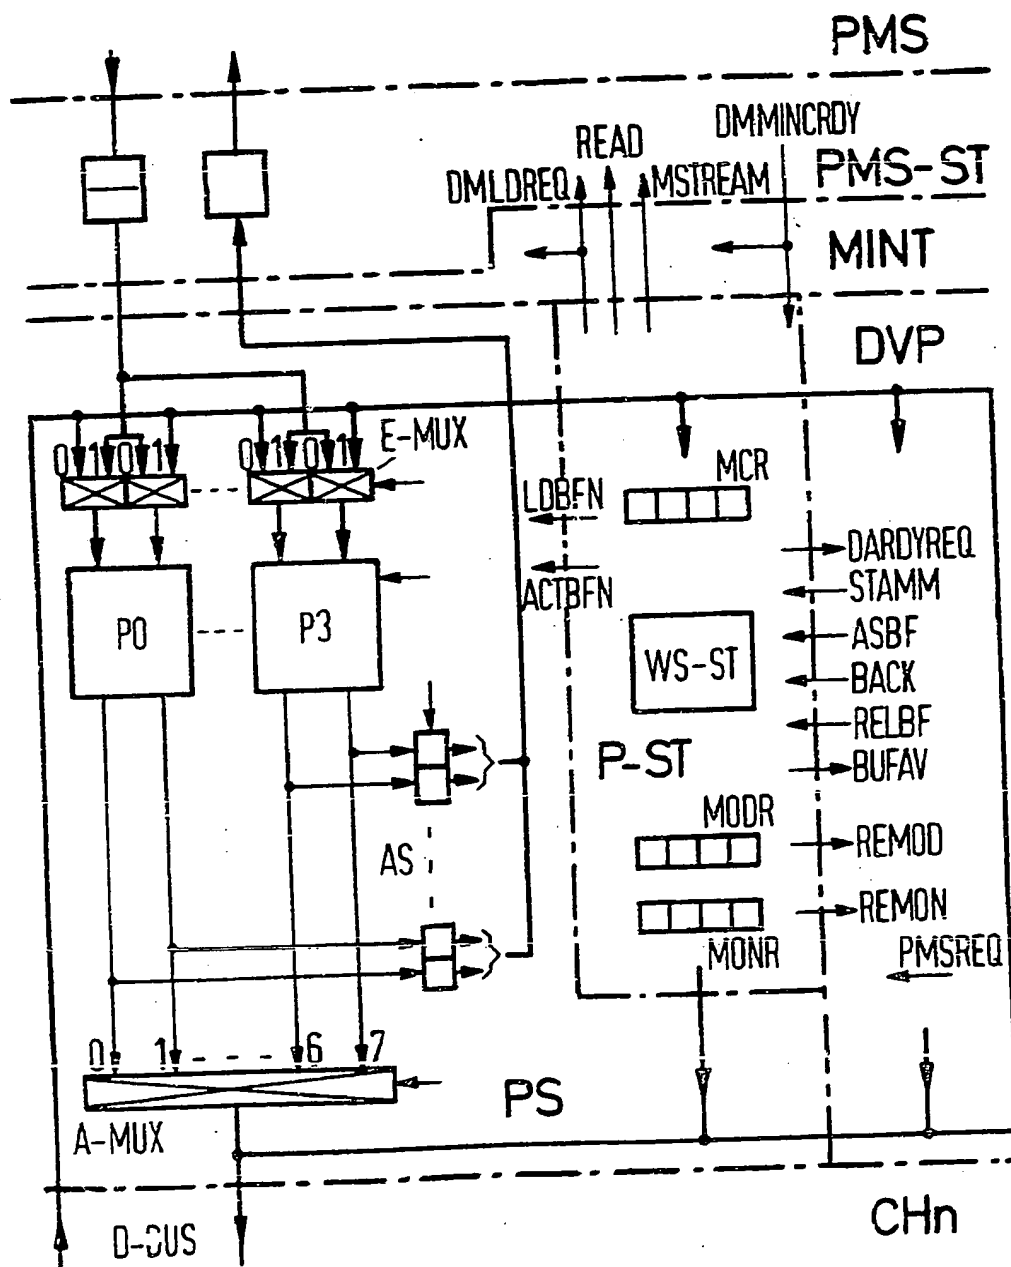 PMS
DMMINCRDY
READ
DMLDREQ
MSTREAM
PMS-ST
MINT
DVP
E-MUX
0 1 0 1
0 1 0 1
MCR
LDBFN
DARDYREQ
ACTBFN
STAMM
P0
P3
ASBF
WS-ST
BACK
RELBF
P-ST
BUFAV
MODR
REMOD
AS
REMON
MONR
PMSREQ
0 1 6 7
PS
A-MUX
CHn
D-BUS